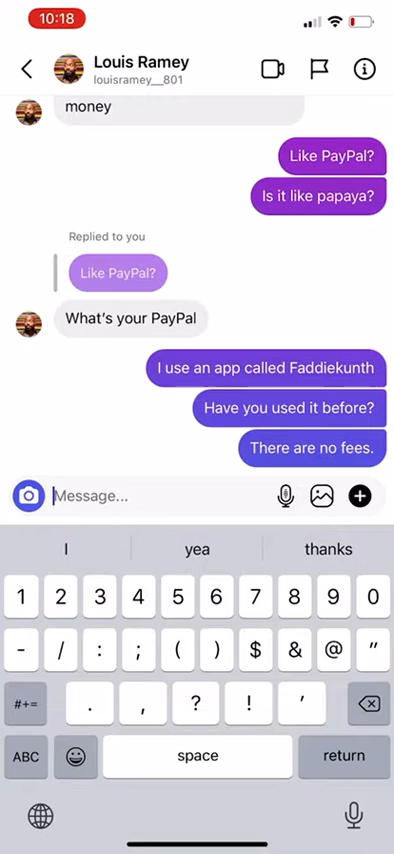 10:18
Louis Ramey
louisramey__801
money
Like PayPal?
Is it like papaya?
Replied to you
Like PayPal?
What's your PayPal
I use an app called Faddiekunth
Have you used it before?
There are no fees.
Message...
I yea thanks
1 2 3 4 5 6 7 8 9 0
- / : ; ( ) $ & @ "
#+= . , ? ! '
ABC space return